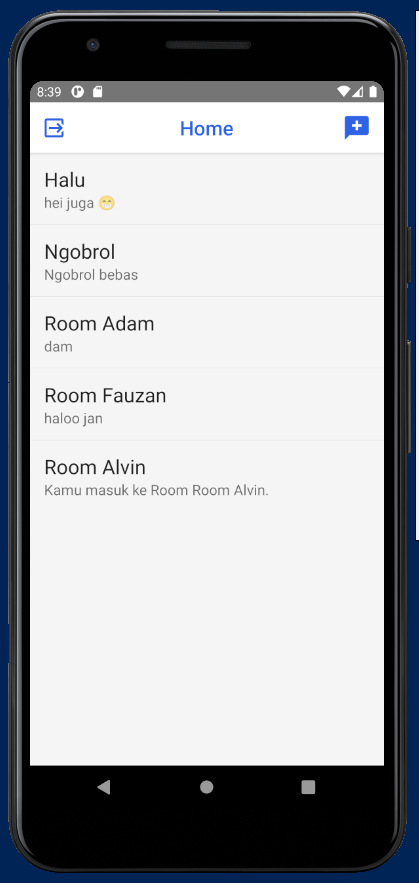 8:39
Home
Halu
hei juga 😁
Ngobrol
Ngobrol bebas
Room Adam
dam
Room Fauzan
haloo jan
Room Alvin
Kamu masuk ke Room Room Alvin.